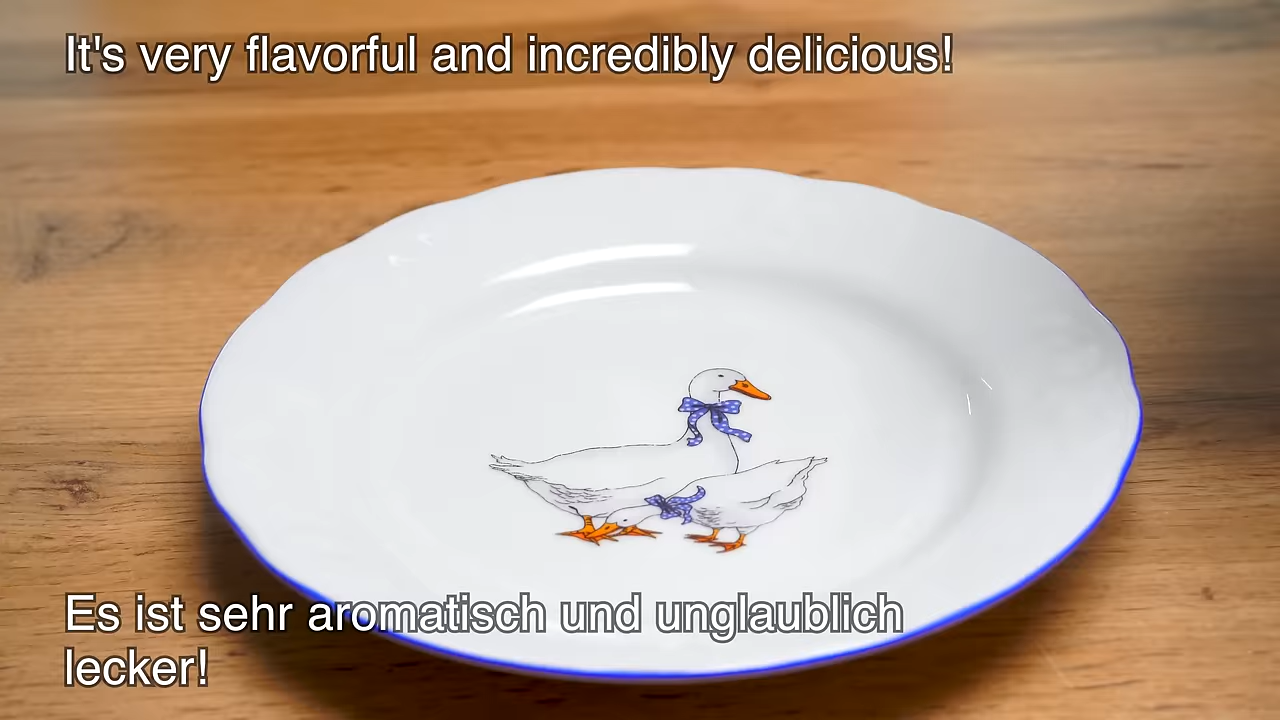 It's very flavorful and incredibly delicious!
Es ist sehr aromatisch und unglaublich
lecker!